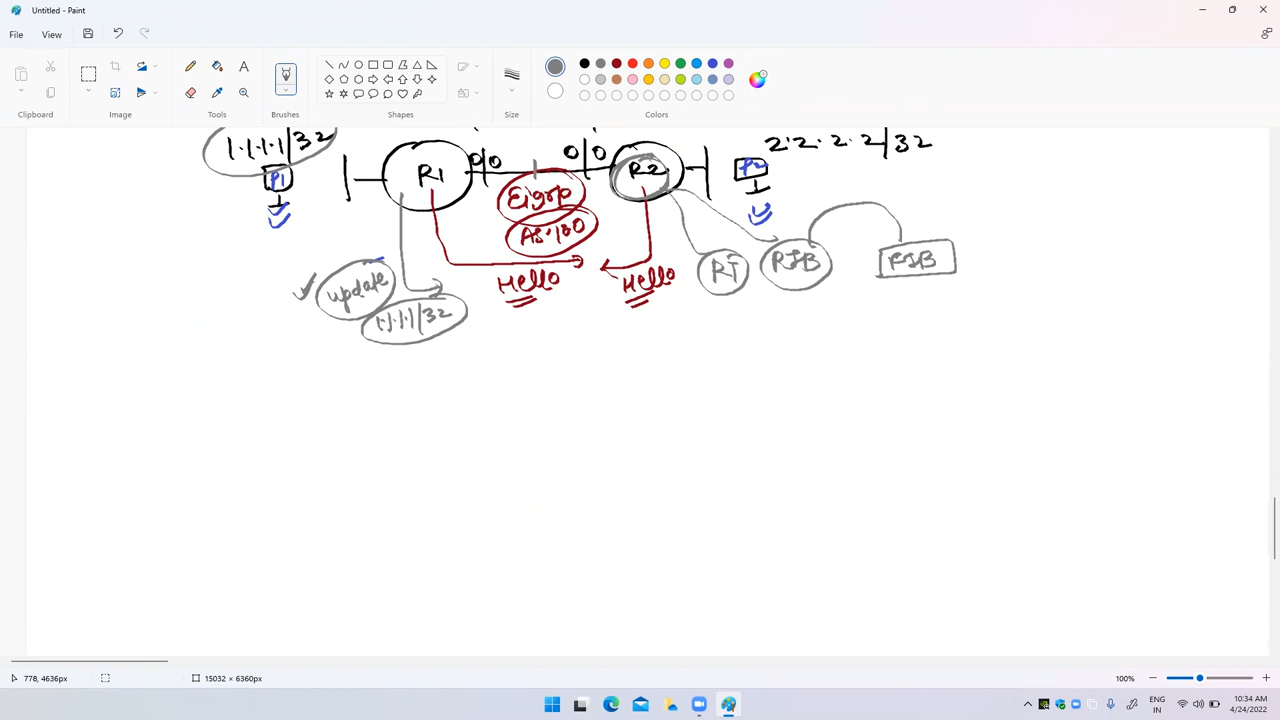 Untitled - Paint
File View
Clipboard Image Tools Brushes Shapes Size Colors
1.1.1.1/32 2.2.2.2/32
0/0 0/0
P1 R1 R2 P2
Eigrp
AS:100
update Hello Hello RT RIB FIB
1.1.1.1/32
778, 4636px 15032 × 6360px 100%
ENG
IN
10:34 AM
4/24/2022